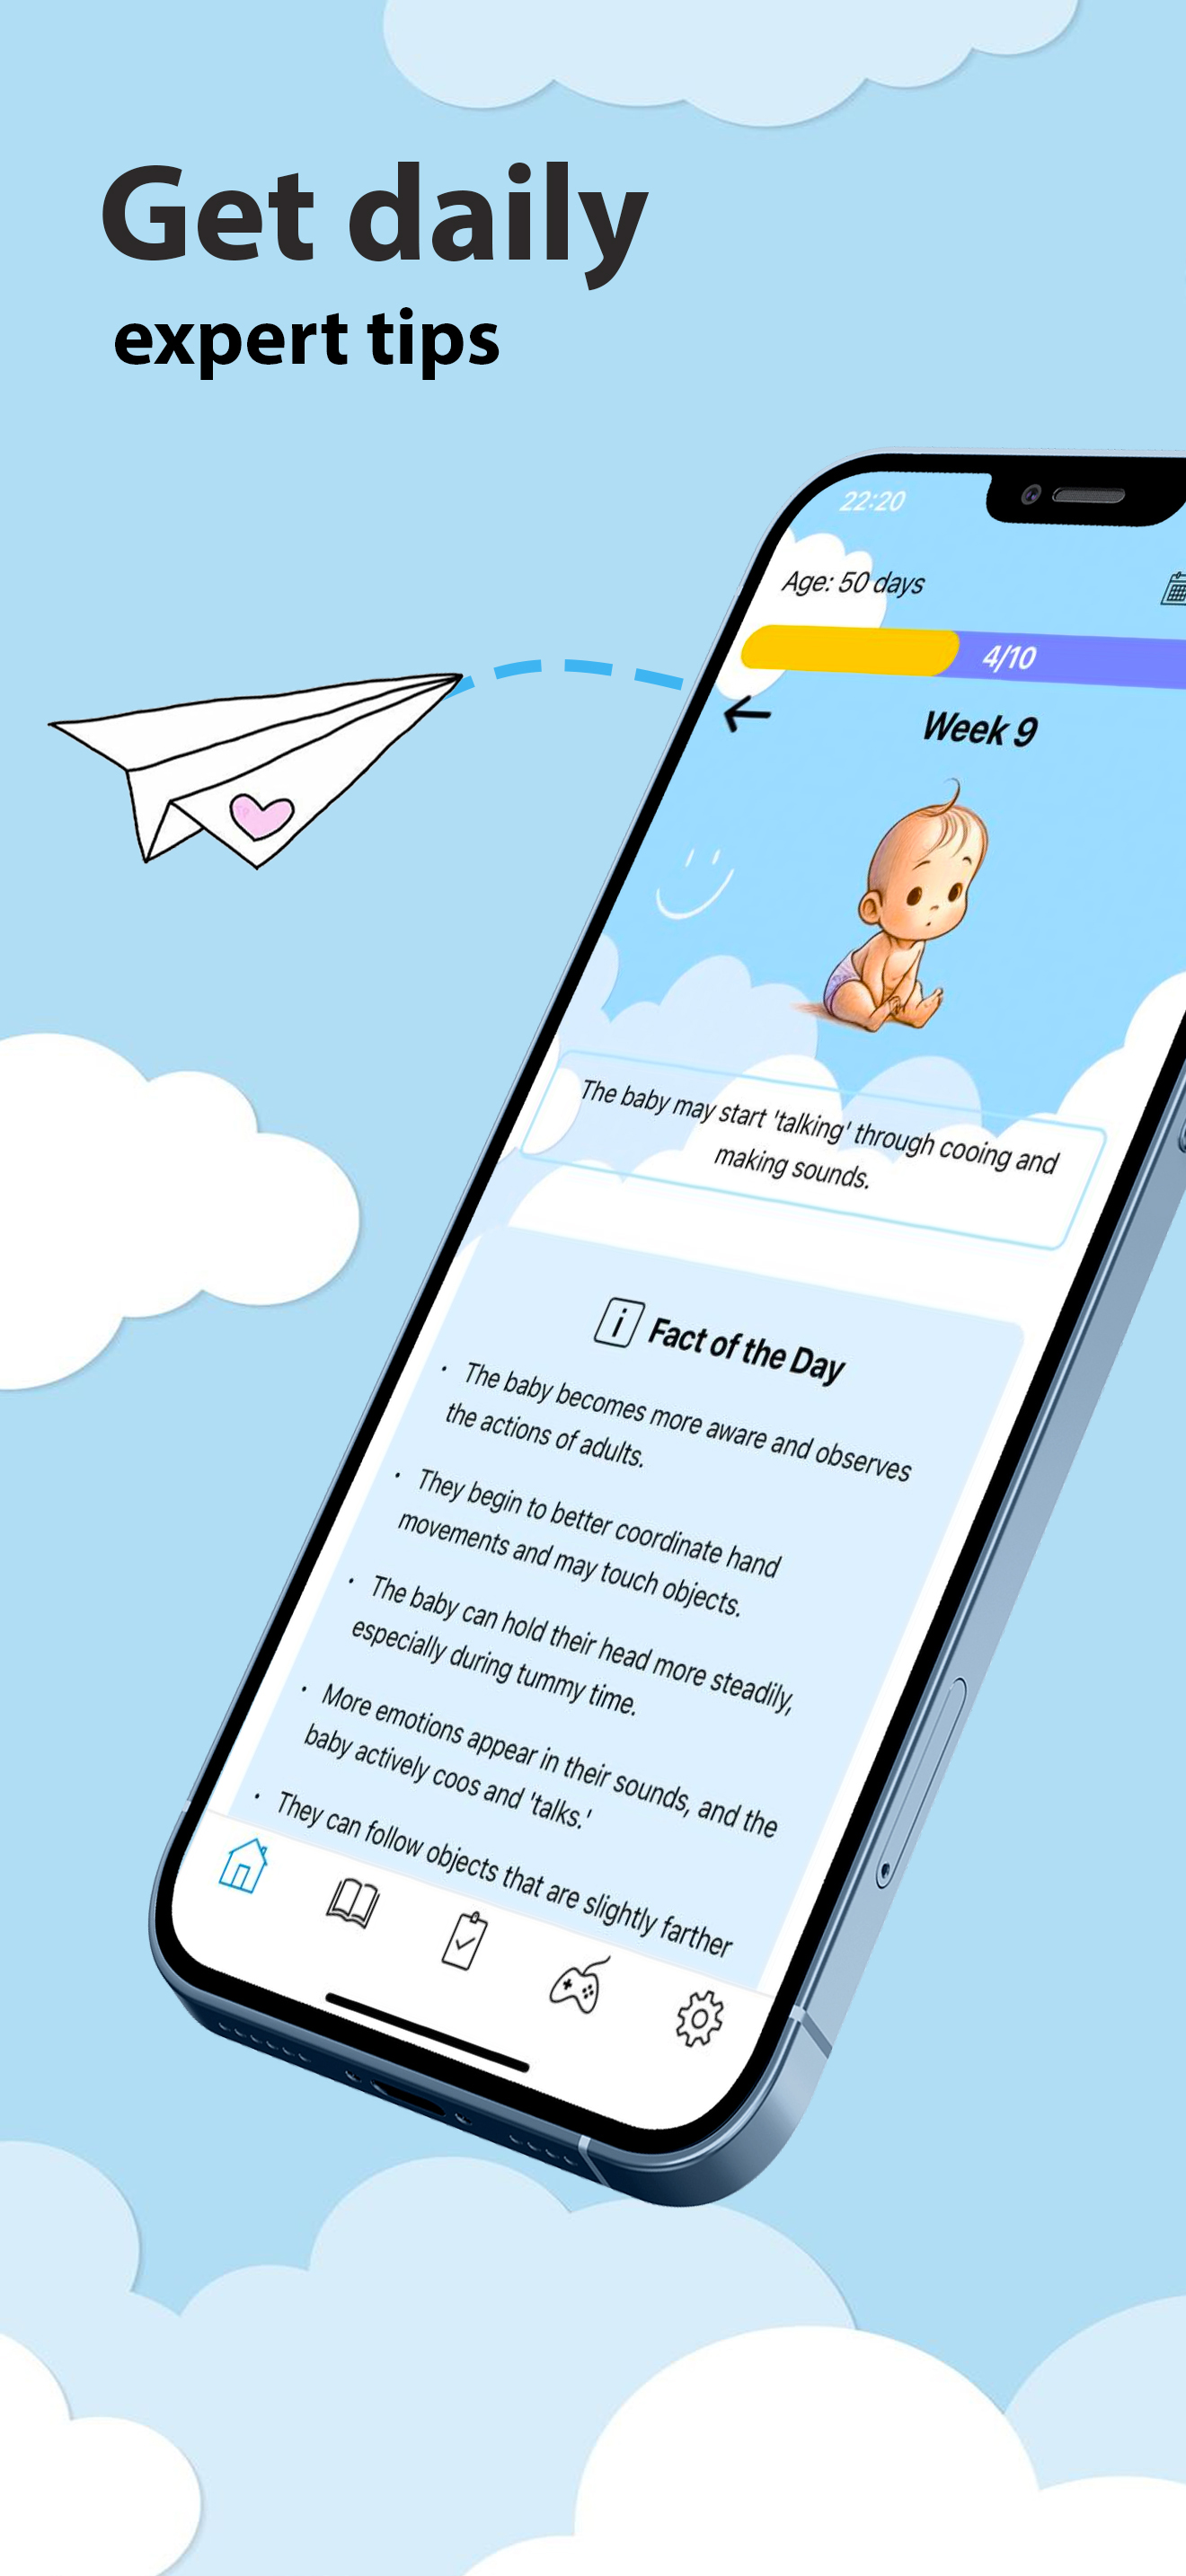 Get daily
expert tips
22:20
Age: 50 days
4/10
Week 9
The baby may start 'talking' through cooing and
making sounds.
i Fact of the Day
• The baby becomes more aware and observes
the actions of adults.
• They begin to better coordinate hand
movements and may touch objects.
• The baby can hold their head more steadily,
especially during tummy time.
• More emotions appear in their sounds, and the
baby actively coos and 'talks.'
• They can follow objects that are slightly farther